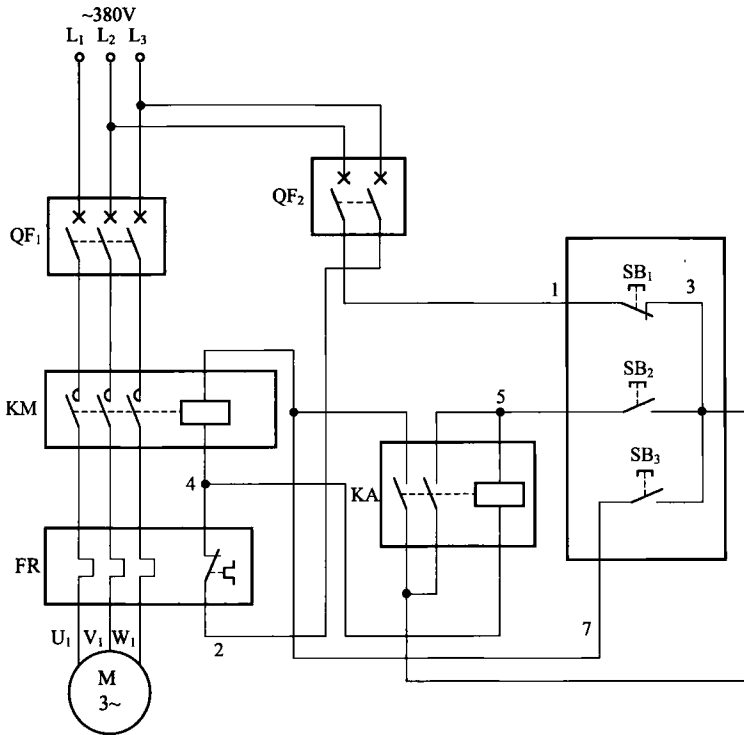 ~380V
L₁ L₂ L₃
QF₂
QF₁
1
SB₁
3
SB₂
KM
5
SB₃
4
KA
FR
7
U₁ V₁ W₁
2
M
3~